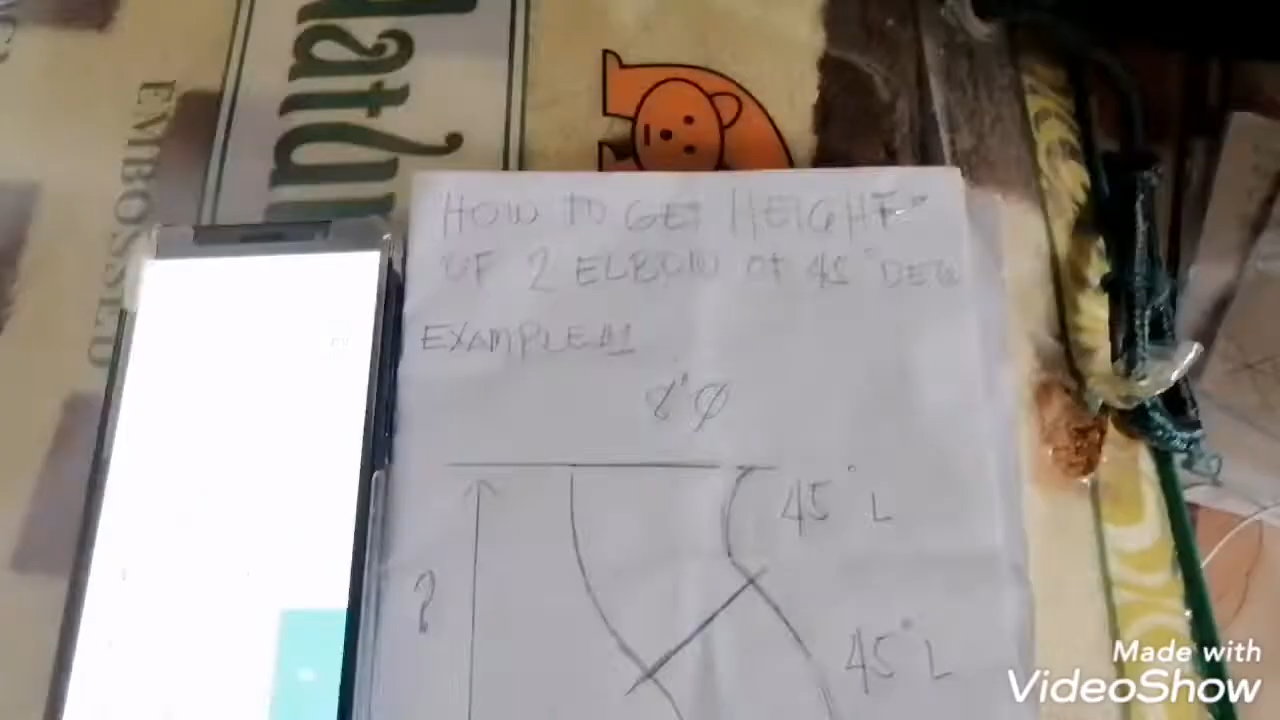 HOW TO GET HEIGHT
OF 2 ELBOW OF 45° DEG
EXAMPLE #1
8"Ø
45° L
?
45° L
EMBOSSED
Made with
VideoShow